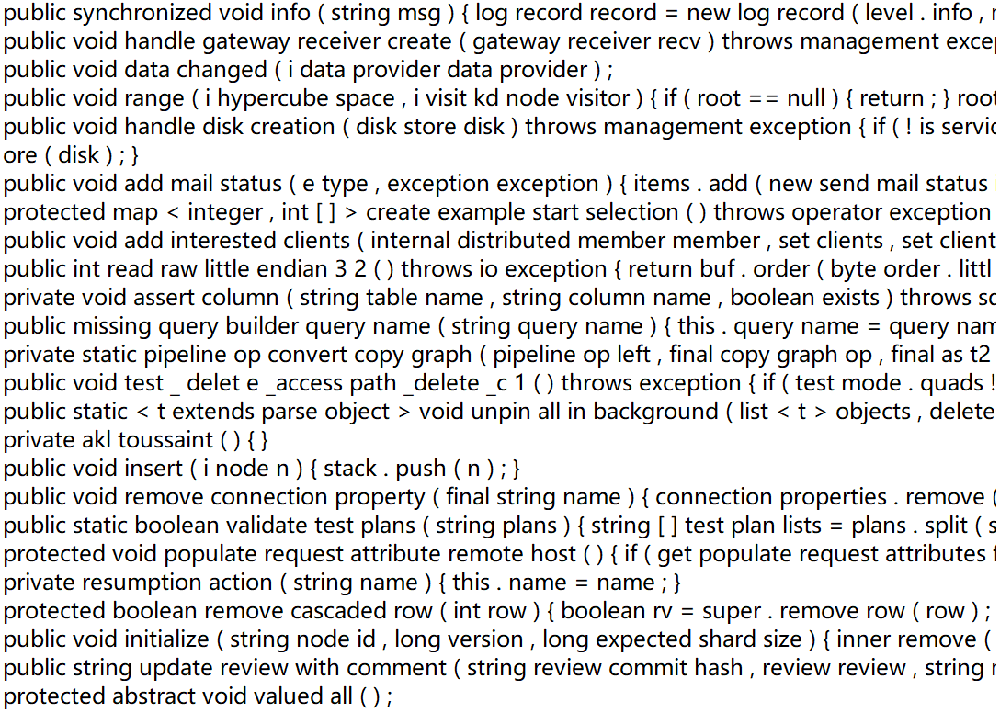 public synchronized void info ( string msg ) { log record record = new log record ( level . info ,
public void handle gateway receiver create ( gateway receiver recv ) throws management
public void data changed ( i data provider data provider ) ;
public void range ( i hypercube space , i visit kd node visitor ) { if ( root == null ) { return ; } root
public void handle disk creation ( disk store disk ) throws management exception { if ( ! is
ore ( disk ) ; }
public void add mail status ( e type , exception exception ) { items . add ( new send mail status
protected map < integer , int [ ] > create example start selection ( ) throws operator exception
public void add interested clients ( internal distributed member member , set clients , set client
public int read raw little endian 3 2 ( ) throws io exception { return buf . order ( byte order . littl
private void assert column ( string table name , string column name , boolean exists ) throws
public missing query builder query name ( string query name ) { this . query name = query
private static pipeline op convert copy graph ( pipeline op left , final copy graph op , final as t2
public void test _ delet e _access path _delete _c 1 ( ) throws exception { if ( test mode . quads !
public static < t extends parse object > void unpin all in background ( list < t > objects , delete
private akl toussaint ( ) { }
public void insert ( i node n ) { stack . push ( n ) ; }
public void remove connection property ( final string name ) { connection properties . remove (
public static boolean validate test plans ( string plans ) { string [ ] test plan lists = plans . split (
protected void populate request attribute remote host ( ) { if ( get populate request attributes
private resumption action ( string name ) { this . name = name ; }
protected boolean remove cascaded row ( int row ) { boolean rv = super . remove row ( row ) ;
public void initialize ( string node id , long version , long expected shard size ) { inner remove (
public string update review with comment ( string review commit hash , review review , string
protected abstract void valued all ( ) ;